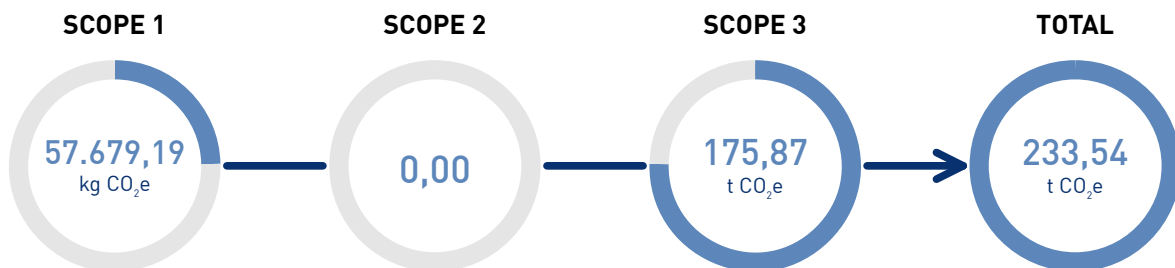 SCOPE 1
57.679,19
kg CO₂e
SCOPE 2
0,00
SCOPE 3
175,87
t CO₂e
TOTAL
233,54
t CO₂e